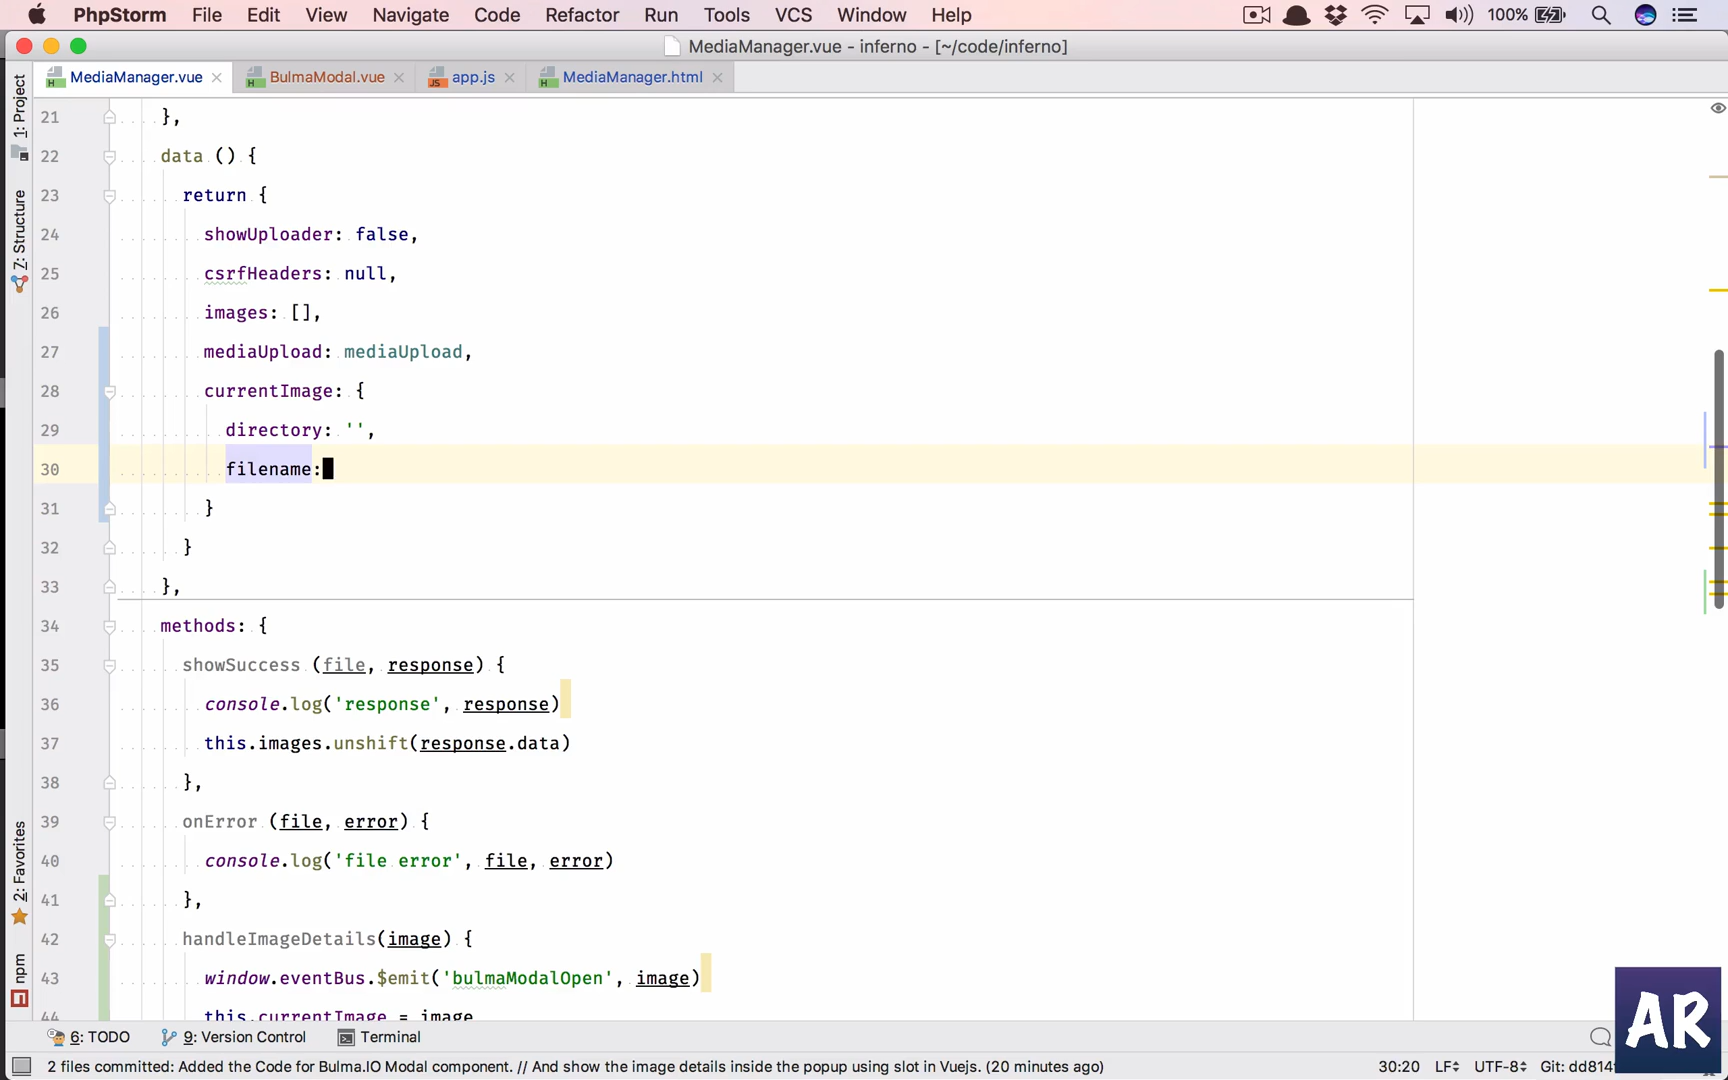 PhpStorm File Edit View Navigate Code Refactor Run Tools VCS Window Help 100%
MediaManager.vue - inferno - [~/code/inferno]
MediaManager.vue BulmaModal.vue app.js MediaManager.html
1: Project
7: Structure
2: Favorites
npm
21 },
22 data () {
23 return {
24 showUploader: false,
25 csrfHeaders: null,
26 images: [],
27 mediaUpload: mediaUpload,
28 currentImage: {
29 directory: '',
30 filename:
31 }
32 }
33 },
34 methods: {
35 showSuccess (file, response) {
36 console.log('response', response)
37 this.images.unshift(response.data)
38 },
39 onError (file, error) {
40 console.log('file error', file, error)
41 },
42 handleImageDetails(image) {
43 window.eventBus.$emit('bulmaModalOpen', image)
44 this.currentImage = image
6: TODO 9: Version Control Terminal
2 files committed: Added the Code for Bulma.IO Modal component. // And show the image details inside the popup using slot in Vuejs. (20 minutes ago) 30:20 LF UTF-8 Git: dd814
AR